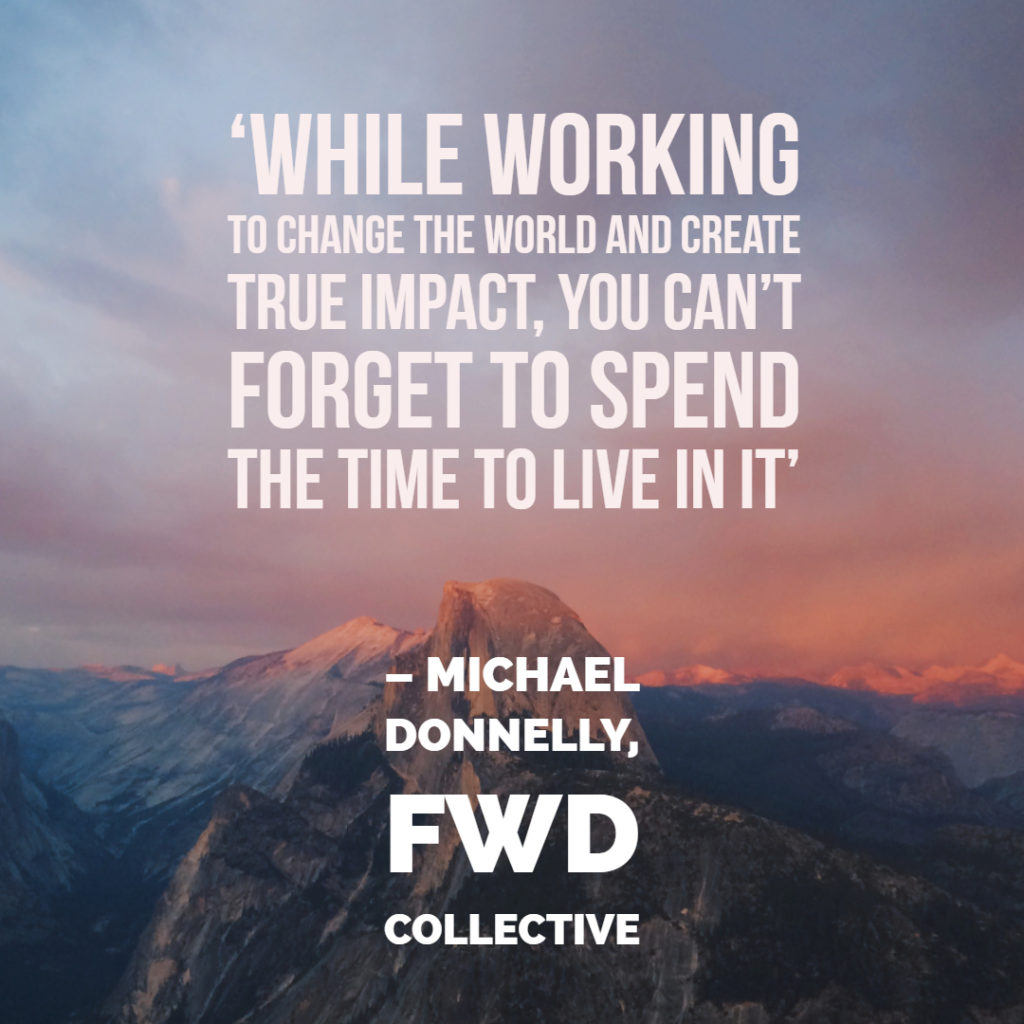 ‘WHILE WORKING
TO CHANGE THE WORLD AND CREATE
TRUE IMPACT, YOU CAN’T
FORGET TO SPEND
THE TIME TO LIVE IN IT’
– MICHAEL
DONNELLY,
FWD
COLLECTIVE